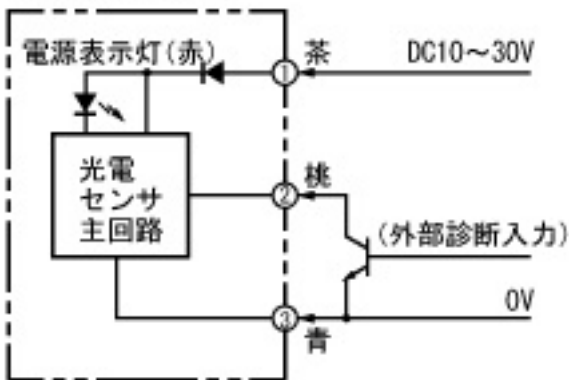 電源表示灯(赤)
① 茶 DC10～30V
光電
センサ
主回路
② 桃
(外部診断入力)
0V
③
青